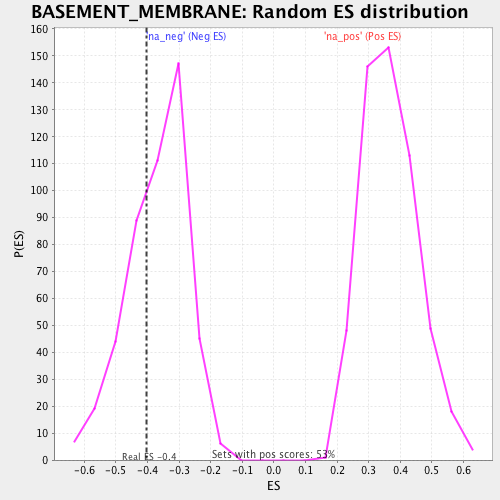 BASEMENT_MEMBRANE: Random ES distribution
'na_neg' (Neg ES) 'na_pos' (Pos ES)
160
150
140
130
120
110
100
90
80
70
60
50
40
30
20
10
0
P(ES)
Real ES -0.4 Sets with pos scores: 53%
-0.6 -0.5 -0.4 -0.3 -0.2 -0.1 0.0 0.1 0.2 0.3 0.4 0.5 0.6
ES